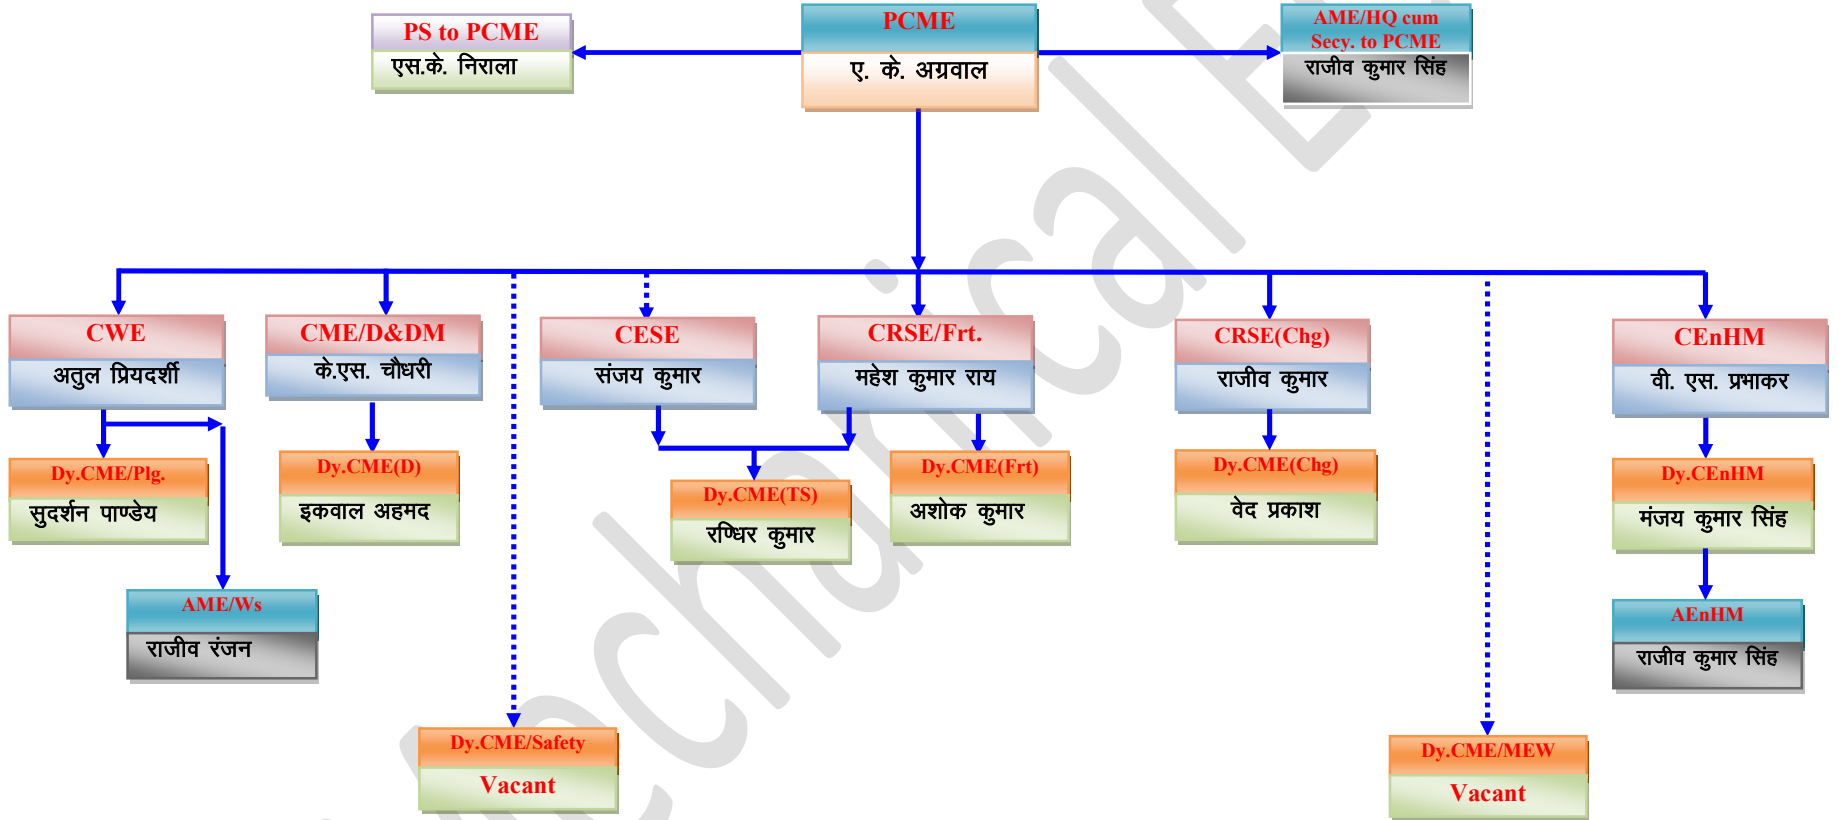 PS to PCME
एस.के. निराला
PCME
ए. के. अग्रवाल
AME/HQ cum
Secy. to PCME
राजीव कुमार सिंह
CWE
अतुल प्रियदर्शी
CME/D&DM
के.एस. चौधरी
CESE
संजय कुमार
CRSE/Frt.
महेश कुमार राय
CRSE(Chg)
राजीव कुमार
CEnHM
वी. एस. प्रभाकर
Dy.CME/Plg.
सुदर्शन पाण्डेय
Dy.CME(D)
इकवाल अहमद
Dy.CME(TS)
रण्धिर कुमार
Dy.CME(Frt)
अशोक कुमार
Dy.CME(Chg)
वेद प्रकाश
Dy.CEnHM
मंजय कुमार सिंह
AME/Ws
राजीव रंजन
AEnHM
राजीव कुमार सिंह
Dy.CME/Safety
Vacant
Dy.CME/MEW
Vacant